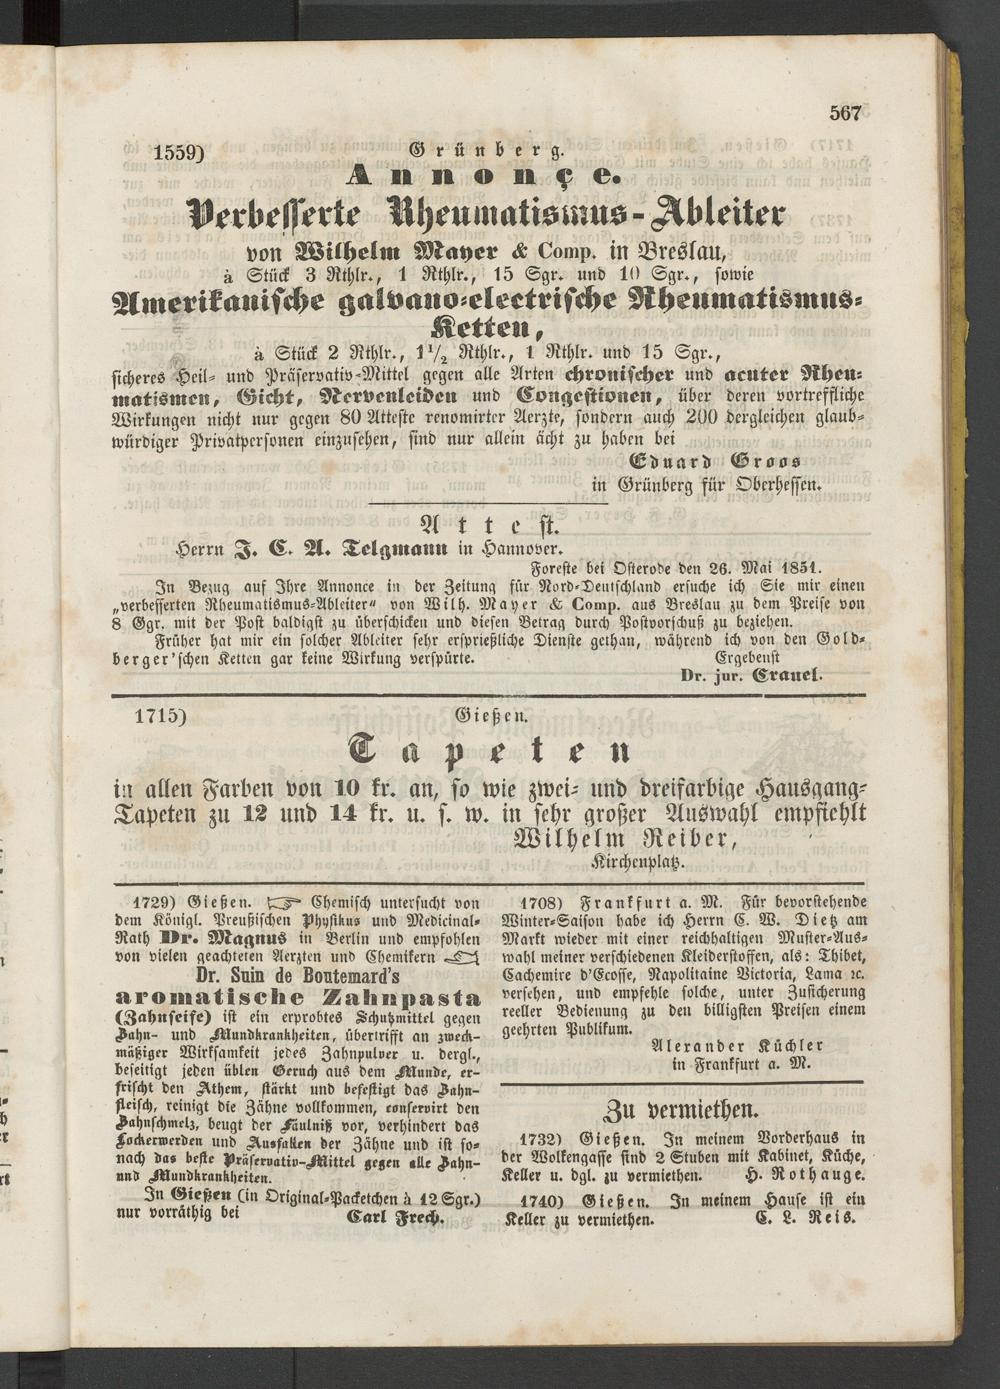 567
1559) Grünberg.
Annonçe.
Verbesserte Rheumatismus-Ableiter
von Wilhelm Mayer & Comp. in Breslau,
à Stück 3 Rthlr., 1 Rthlr., 15 Sgr. und 10 Sgr., sowie
Amerikanische galvano-electrische Rheumatismus-
Ketten,
à Stück 2 Rthlr., 1 1/2 Rthlr., 1 Rthlr. und 15 Sgr.,
sicheres Heil- und Präservativ-Mittel gegen alle Arten chronischer und acuter Rheu-
matismen, Gicht, Nervenleiden und Congestionen, über deren vortreffliche
Wirkungen nicht nur gegen 80 Atteste renomirter Aerzte, sondern auch 200 dergleichen glaub-
würdiger Privatpersonen einzusehen, sind nur allein ächt zu haben bei
Eduard Groos
in Grünberg für Oberhessen.
Attest.
Herrn J. C. A. Telgmann in Hannover.
Foreste bei Osterode den 26. Mai 1851.
In Bezug auf Ihre Annonce in der Zeitung für Nord-Deutschland ersuche ich Sie mir einen
„verbesserten Rheumatismus-Ableiter“ von Wilh. Mayer & Comp. aus Breslau zu dem Preise von
8 Ggr. mit der Post baldigst zu überschicken und diesen Betrag durch Postvorschuß zu beziehen.
Früher hat mir ein solcher Ableiter sehr ersprießliche Dienste gethan, während ich von den Gold-
berger'schen Ketten gar keine Wirkung verspürte. Ergebenst
Dr. jur. Cranel.
1715) Gießen.
Tapeten
in allen Farben von 10 kr. an, so wie zwei- und dreifarbige Hausgang-
Tapeten zu 12 und 14 kr. u. s. w. in sehr großer Auswahl empfiehlt
Wilhelm Reiber,
Kirchenplatz.
1729) Gießen. ☞ Chemisch untersucht von
dem Königl. Preußischen Physikus und Medicinal-
Rath Dr. Magnus in Berlin und empfohlen
von vielen geachteten Aerzten und Chemikern ☜
Dr. Suin de Boutemard's
aromatische Zahnpasta
(Zahnseife) ist ein erprobtes Schutzmittel gegen
Zahn- und Mundkrankheiten, übertrifft an zweck-
mäßiger Wirksamkeit jedes Zahnpulver u. dergl.,
beseitigt jeden üblen Geruch aus dem Munde, er-
frischt den Athem, stärkt und befestigt das Zahn-
fleisch, reinigt die Zähne vollkommen, conservirt den
Zahnschmelz, beugt der Fäulniß vor, verhindert das
Lockerwerden und Ausfallen der Zähne und ist so-
nach das beste Präservativ-Mittel gegen alle Zahn-
und Mundkrankheiten.
In Gießen (in Original-Packetchen à 12 Sgr.)
nur vorräthig bei Carl Frech.
1708) Frankfurt a. M. Für bevorstehende
Winter-Saison habe ich Herrn C. W. Dietz am
Markt wieder mit einer reichhaltigen Muster-Aus-
wahl meiner verschiedenen Kleiderstoffen, als: Thibet,
Cachemire d'Ecosse, Napolitaine Victoria, Lama ꝛc.
versehen, und empfehle solche, unter Zusicherung
reeller Bedienung zu den billigsten Preisen einem
geehrten Publikum.
Alexander Küchler
in Frankfurt a. M.
Zu vermiethen.
1732) Gießen. In meinem Vorderhaus in
der Wolkengasse sind 2 Stuben mit Kabinet, Küche,
Keller u. dgl. zu vermiethen. H. Rothauge.
1740) Gießen. In meinem Hause ist ein
Keller zu vermiethen. C. L. Reis.